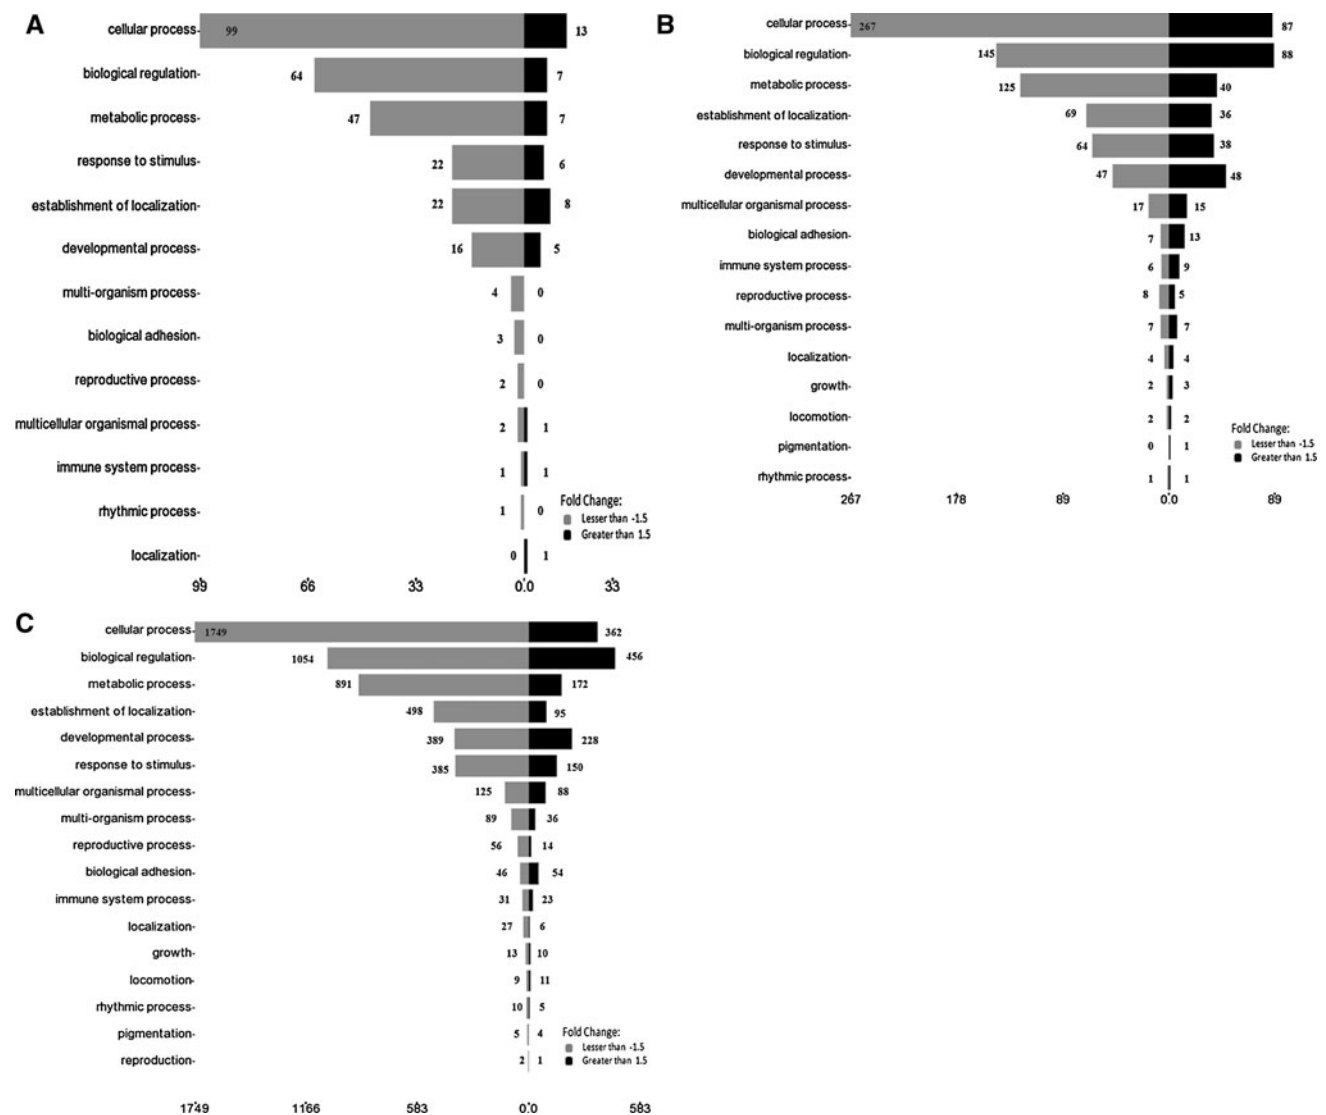 A
cellular process- 99 13
biological regulation- 64 7
metabolic process- 47 7
response to stimulus- 22 6
establishment of localization- 22 8
developmental process- 16 5
multi-organism process- 4 0
biological adhesion- 3 0
reproductive process- 2 0
multicellular organismal process- 2 1
immune system process- 1 1
rhythmic process- 1 0
localization- 0 1
Fold Change:
Lesser than -1.5
Greater than 1.5
99 66 33 0.0 33
B
cellular process- 267 87
biological regulation- 145 88
metabolic process- 125 40
establishment of localization- 69 36
response to stimulus- 64 38
developmental process- 47 48
multicellular organismal process- 17 15
biological adhesion- 7 13
immune system process- 6 9
reproductive process- 8 5
multi-organism process- 7 7
localization- 4 4
growth- 2 3
locomotion- 2 2
pigmentation- 0 1
rhythmic process- 1 1
Fold Change:
Lesser than -1.5
Greater than 1.5
267 178 89 0.0 89
C
cellular process- 1749 362
biological regulation- 1054 456
metabolic process- 891 172
establishment of localization- 498 95
developmental process- 389 228
response to stimulus- 385 150
multicellular organismal process- 125 88
multi-organism process- 89 36
reproductive process- 56 14
biological adhesion- 46 54
immune system process- 31 23
localization- 27 6
growth- 13 10
locomotion- 9 11
rhythmic process- 10 5
pigmentation- 5 4
reproduction- 2 1
Fold Change:
Lesser than -1.5
Greater than 1.5
1749 1166 583 0.0 583